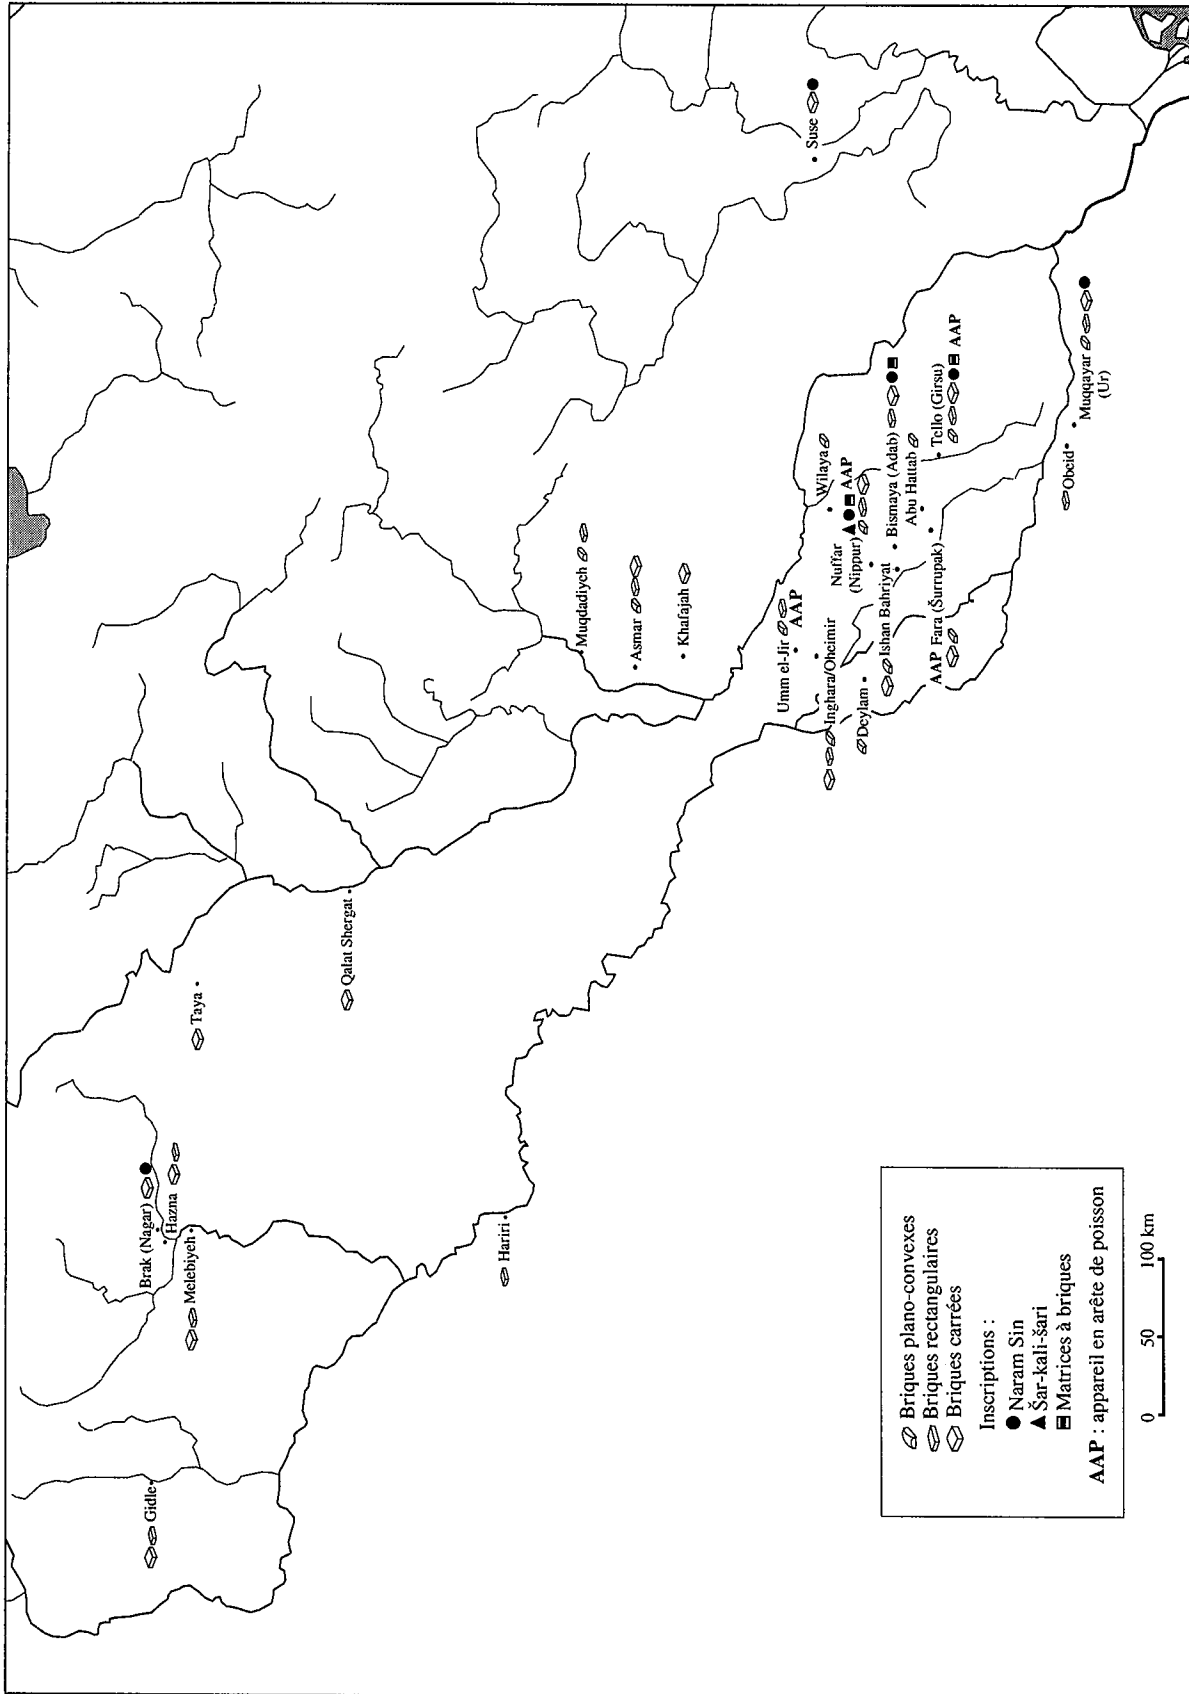 Gidle
Brak (Nagar)
Hazna
Melebiyeh
Taya
Qalat Shergat
Hariri
Muqdadiyeh
Asmar
Khafajah
Suse
Umm el-Jir
AAP
Inghara/Oheimir
Deylam
Wilaya
Nuffar
(Nippur)
AAP
Ishan Bahriyat
Bismaya (Adab)
Abu Hattab
AAP Fara (Šurrupak)
Tello (Girsu)
AAP
Obeid
Muqqayar
(Ur)
Briques plano-convexes
Briques rectangulaires
Briques carrées
Inscriptions :
Naram Sin
Šar-kali-šari
Matrices à briques
AAP : appareil en arête de poisson
0 50 100 km